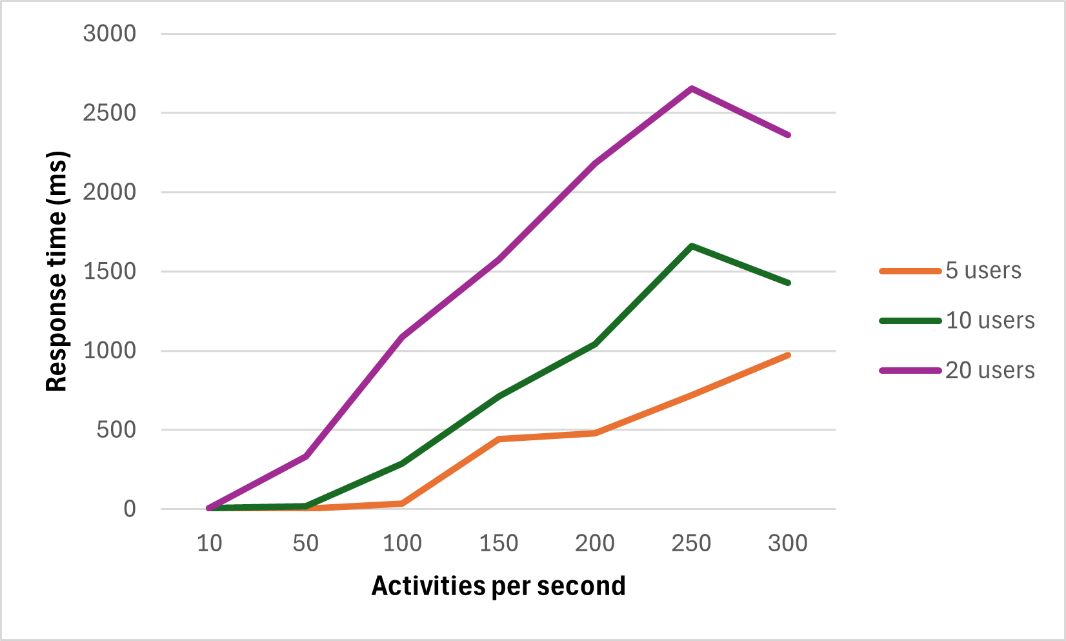 3000
2500
2000
1500
1000
500
0
Response time (ms)
10 50 100 150 200 250 300
Activities per second
5 users
10 users
20 users